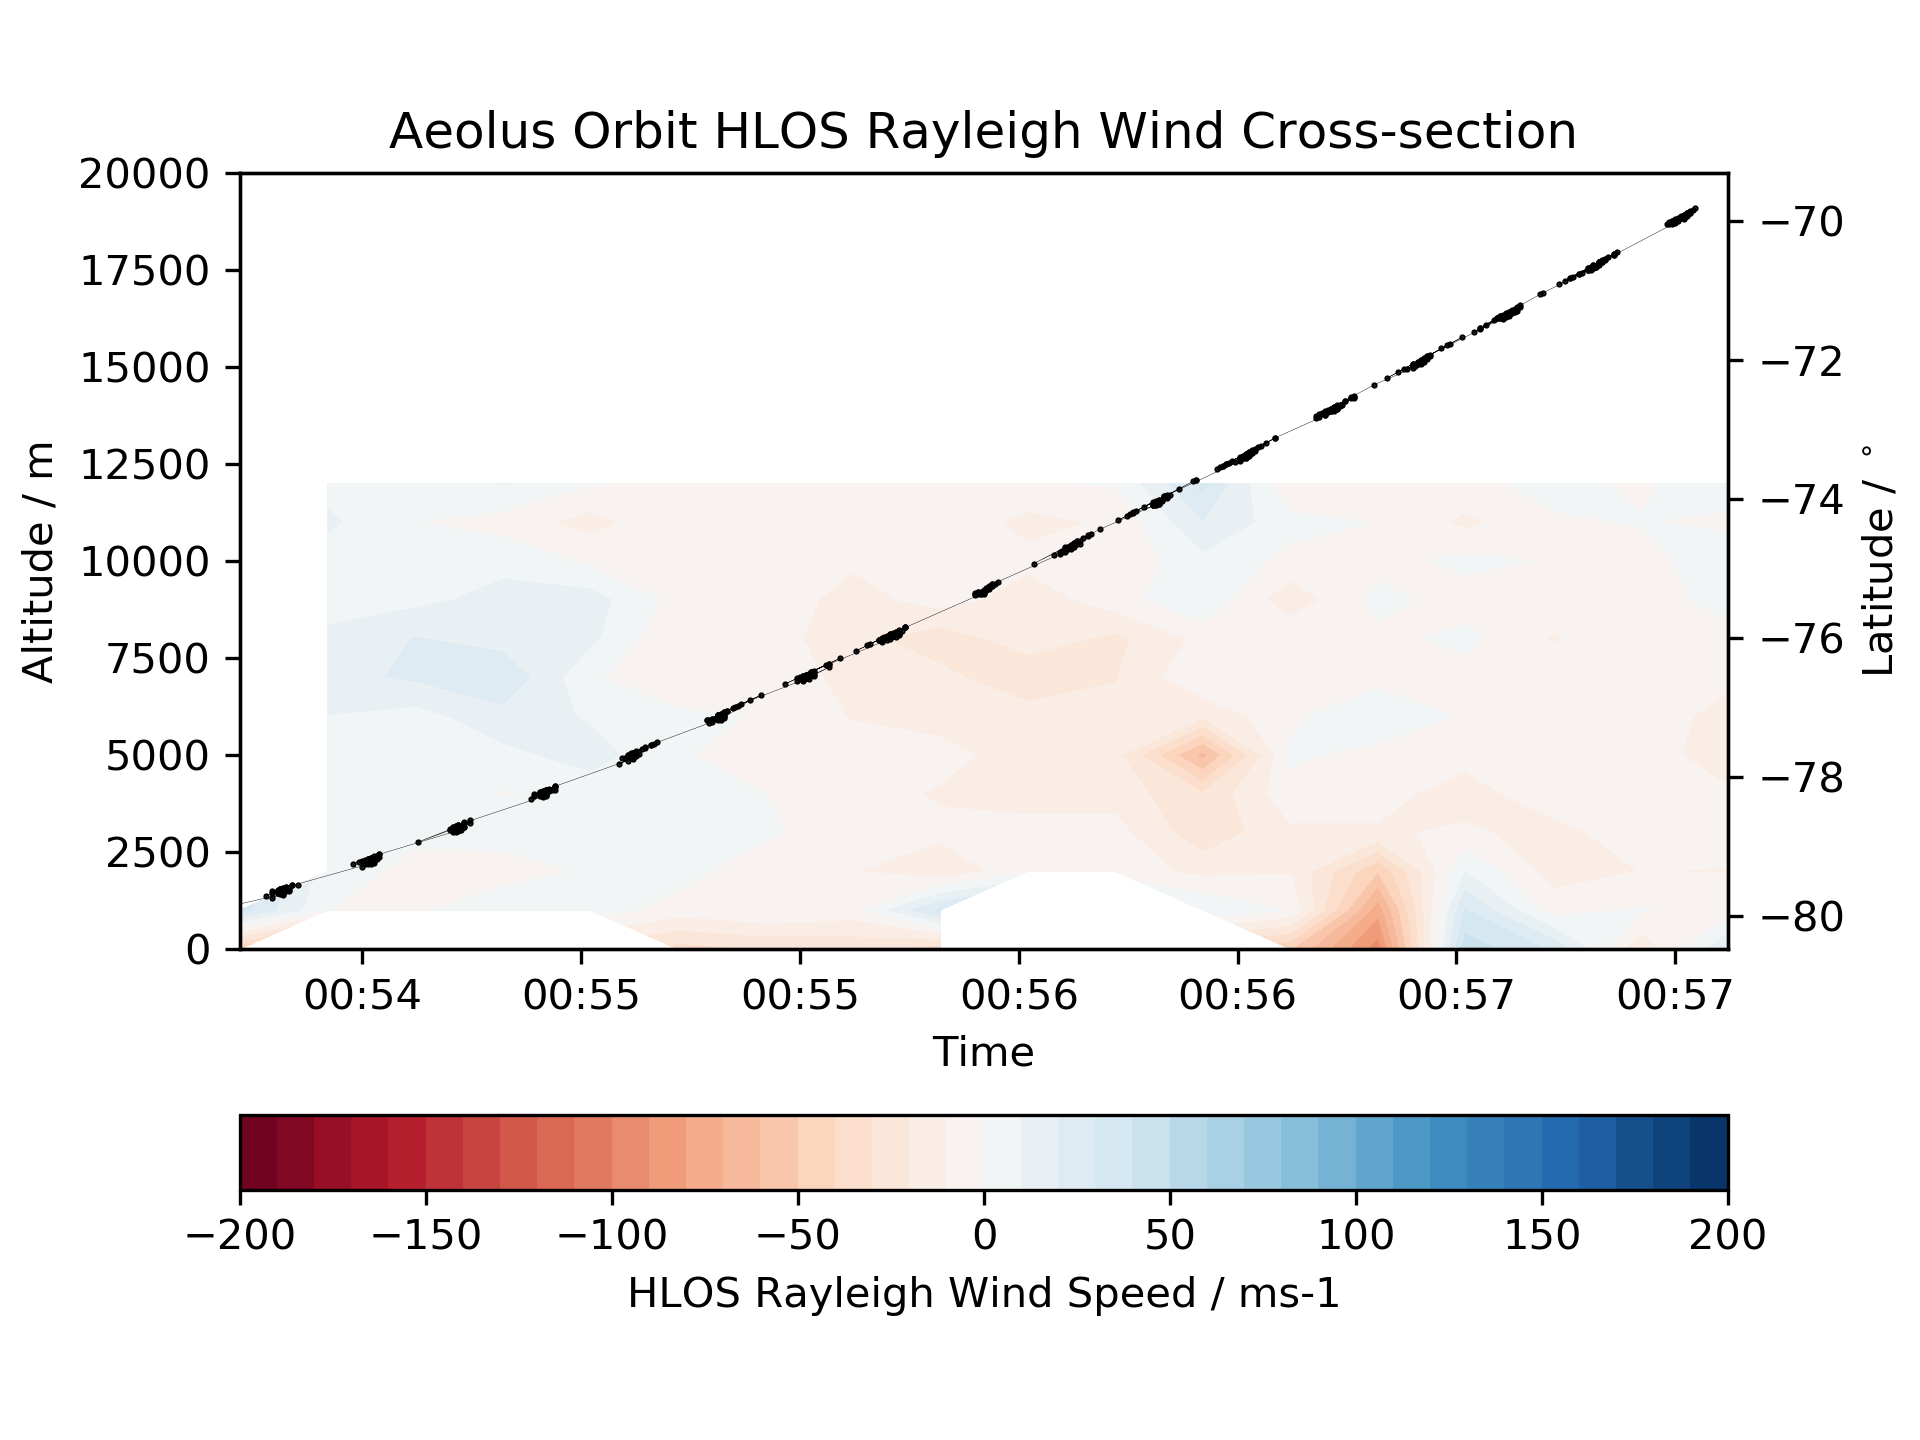 Aeolus Orbit HLOS Rayleigh Wind Cross-section
20000
17500
15000
12500
10000
7500
5000
2500
0
Altitude / m
−70
−72
−74
−76
−78
−80
Latitude / °
00:54 00:55 00:55 00:56 00:56 00:57 00:57
Time
−200 −150 −100 −50 0 50 100 150 200
HLOS Rayleigh Wind Speed / ms-1